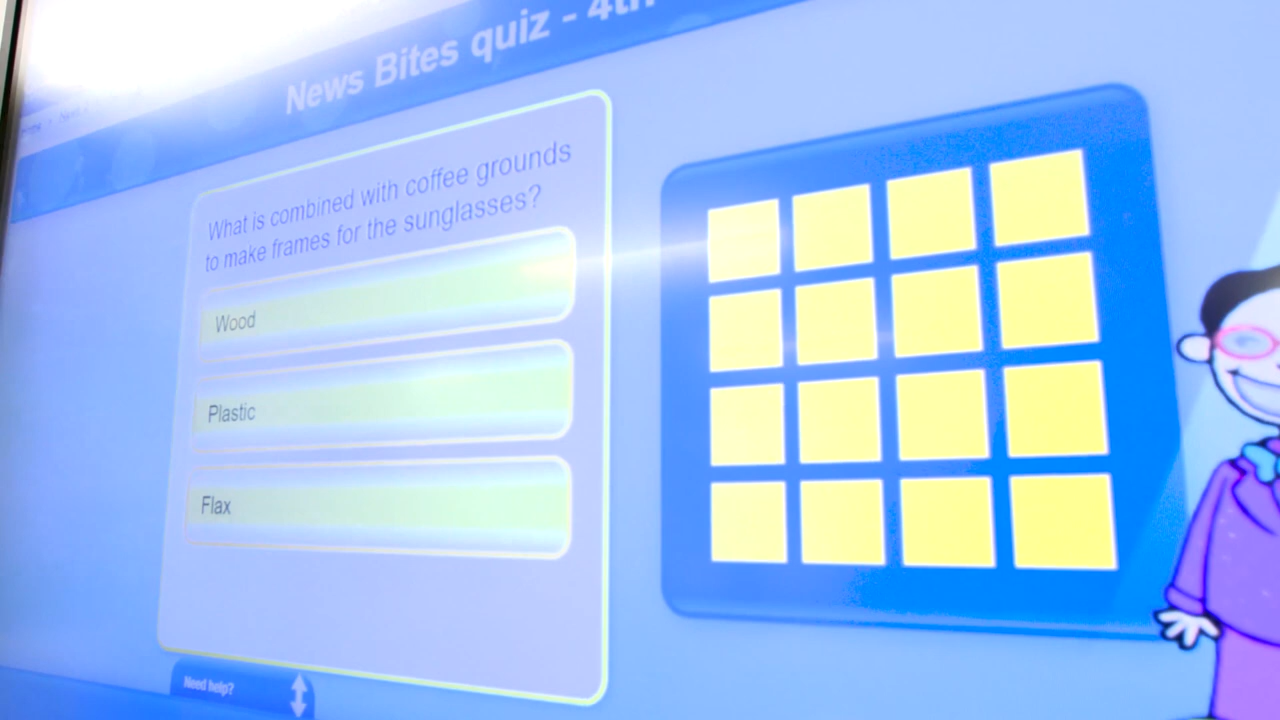 News Bites quiz - 4th
What is combined with coffee grounds
to make frames for the sunglasses?
Wood
Plastic
Flax
Need help?